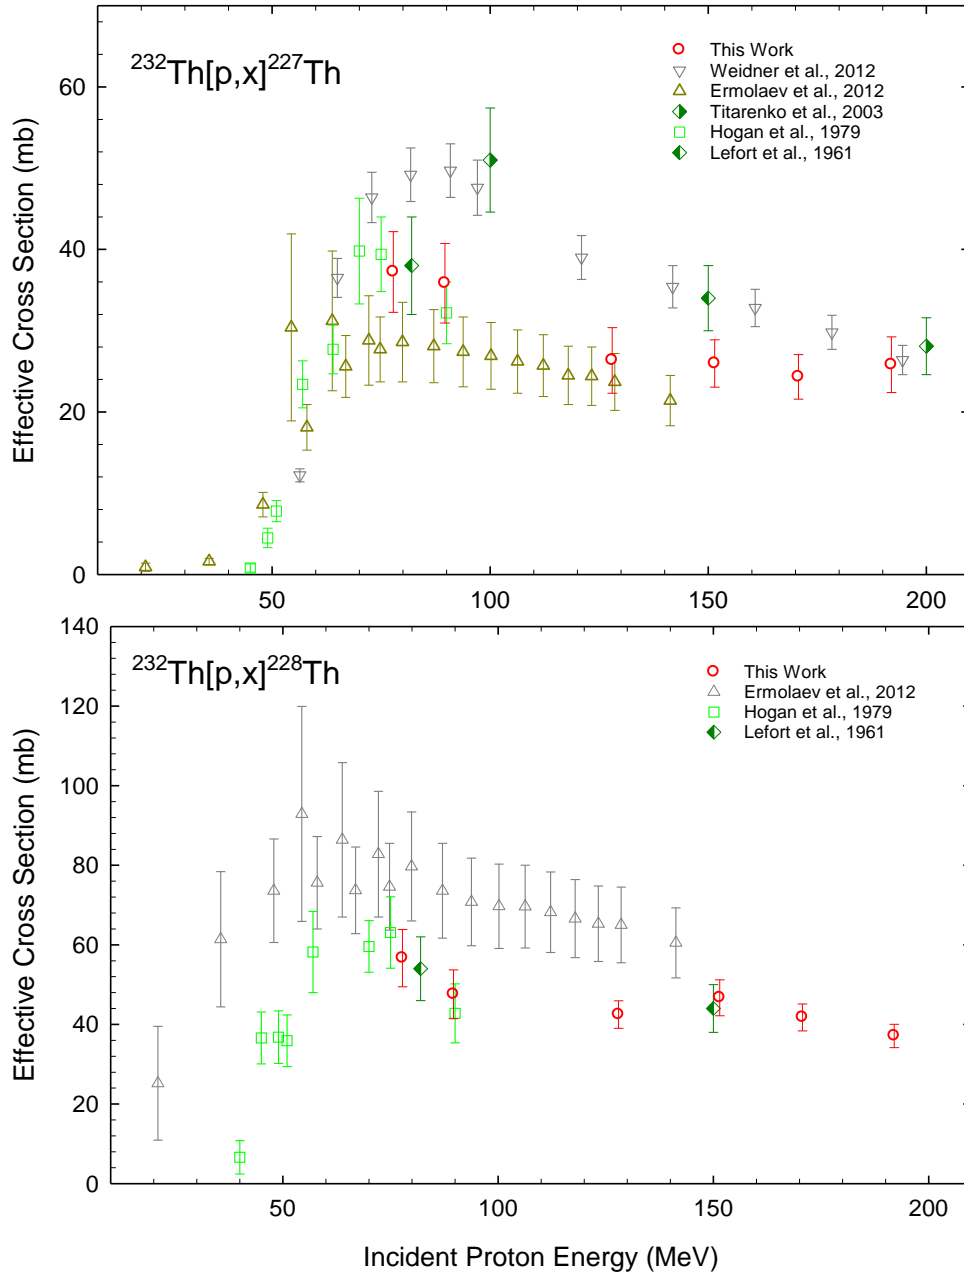 ²³²Th[p,x]²²⁷Th
This Work
Weidner et al., 2012
Ermolaev et al., 2012
Titarenko et al., 2003
Hogan et al., 1979
Lefort et al., 1961
Effective Cross Section (mb)
60
40
20
0
50 100 150 200
²³²Th[p,x]²²⁸Th
This Work
Ermolaev et al., 2012
Hogan et al., 1979
Lefort et al., 1961
Effective Cross Section (mb)
140
120
100
80
60
40
20
0
50 100 150 200
Incident Proton Energy (MeV)